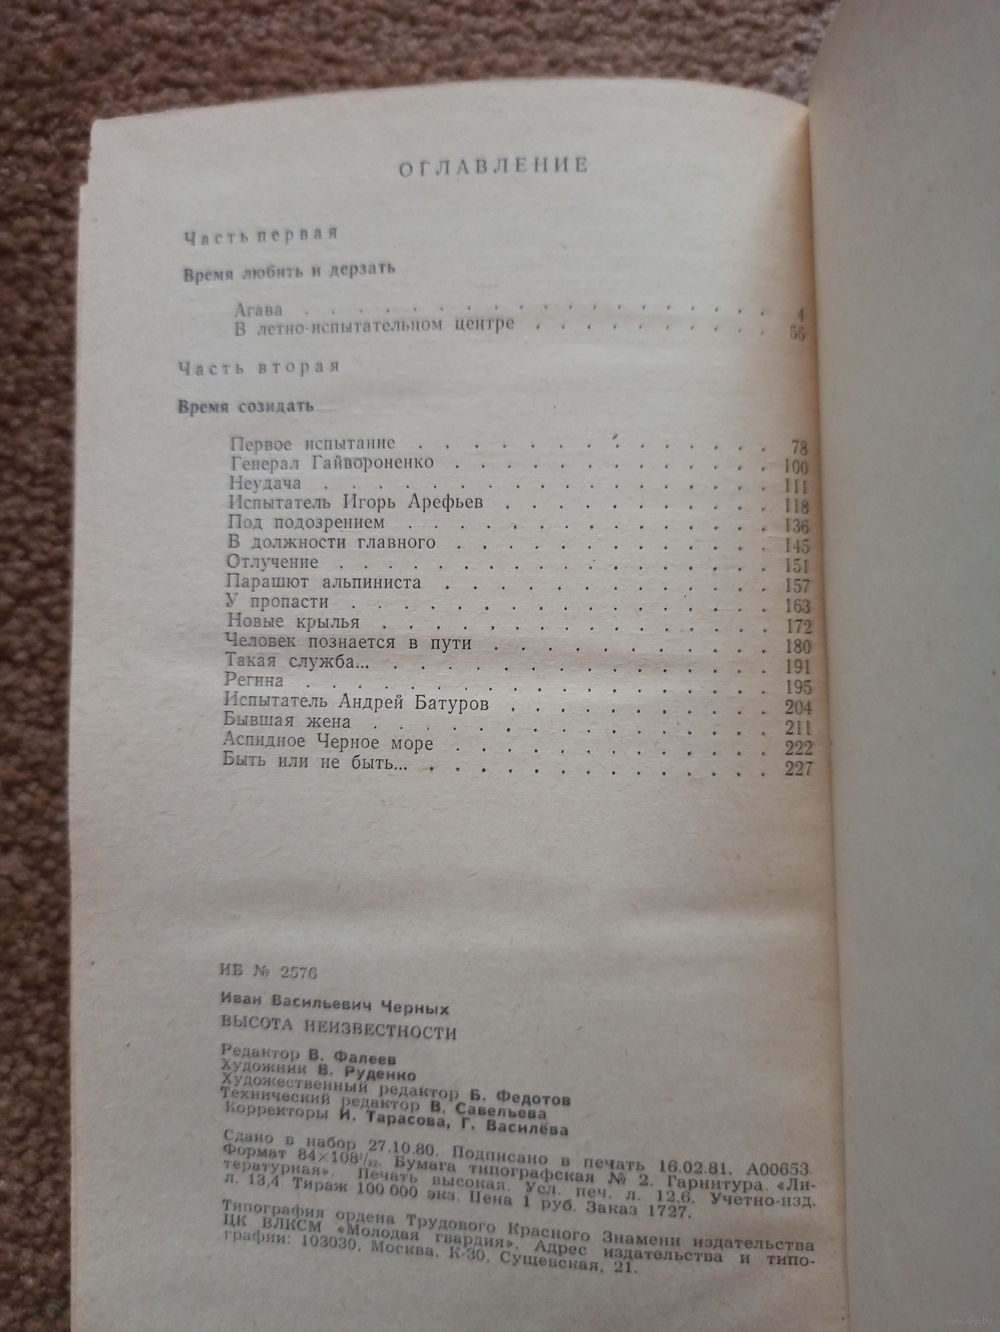 ОГЛАВЛЕНИЕ
Часть первая
Время любить и дерзать
Агава . . . . . . . . . . . . . . . . . . 4
В летно-испытательном центре . . . . . . . . . . 55
Часть вторая
Время созидать
Первое испытание . . . . . . . . . . . . . . 78
Генерал Гайвороненко . . . . . . . . . . . . 100
Неудача . . . . . . . . . . . . . . . . . 111
Испытатель Игорь Арефьев . . . . . . . . . . 118
Под подозрением . . . . . . . . . . . . . . 136
В должности главного . . . . . . . . . . . . 145
Отлучение . . . . . . . . . . . . . . . . 151
Парашют альпиниста . . . . . . . . . . . . 157
У пропасти . . . . . . . . . . . . . . . . 163
Новые крылья . . . . . . . . . . . . . . . 172
Человек познается в пути . . . . . . . . . . . 180
Такая служба... . . . . . . . . . . . . . . 191
Регина . . . . . . . . . . . . . . . . . 195
Испытатель Андрей Батуров . . . . . . . . . . 204
Бывшая жена . . . . . . . . . . . . . . . 211
Аспидное Черное море . . . . . . . . . . . . 222
Быть или не быть... . . . . . . . . . . . . . 227
ИБ № 2576
Иван Васильевич Черных
ВЫСОТА НЕИЗВЕСТНОСТИ
Редактор В. Фалеев
Художник В. Руденко
Художественный редактор Б. Федотов
Технический редактор В. Савельева
Корректоры И. Тарасова, Г. Василёва
Сдано в набор 27.10.80. Подписано в печать 16.02.81. А00653.
Формат 84×108¹/₃₂. Бумага типографская № 2. Гарнитура «Ли-
тературная». Печать высокая. Усл. печ. л. 12,6. Учетно-изд.
л. 13,4. Тираж 100 000 экз. Цена 1 руб. Заказ 1727.
Типография ордена Трудового Красного Знамени издательства
ЦК ВЛКСМ «Молодая гвардия». Адрес издательства и типо-
графии: 103030, Москва, К-30, Сущевская, 21.
www.ay.by